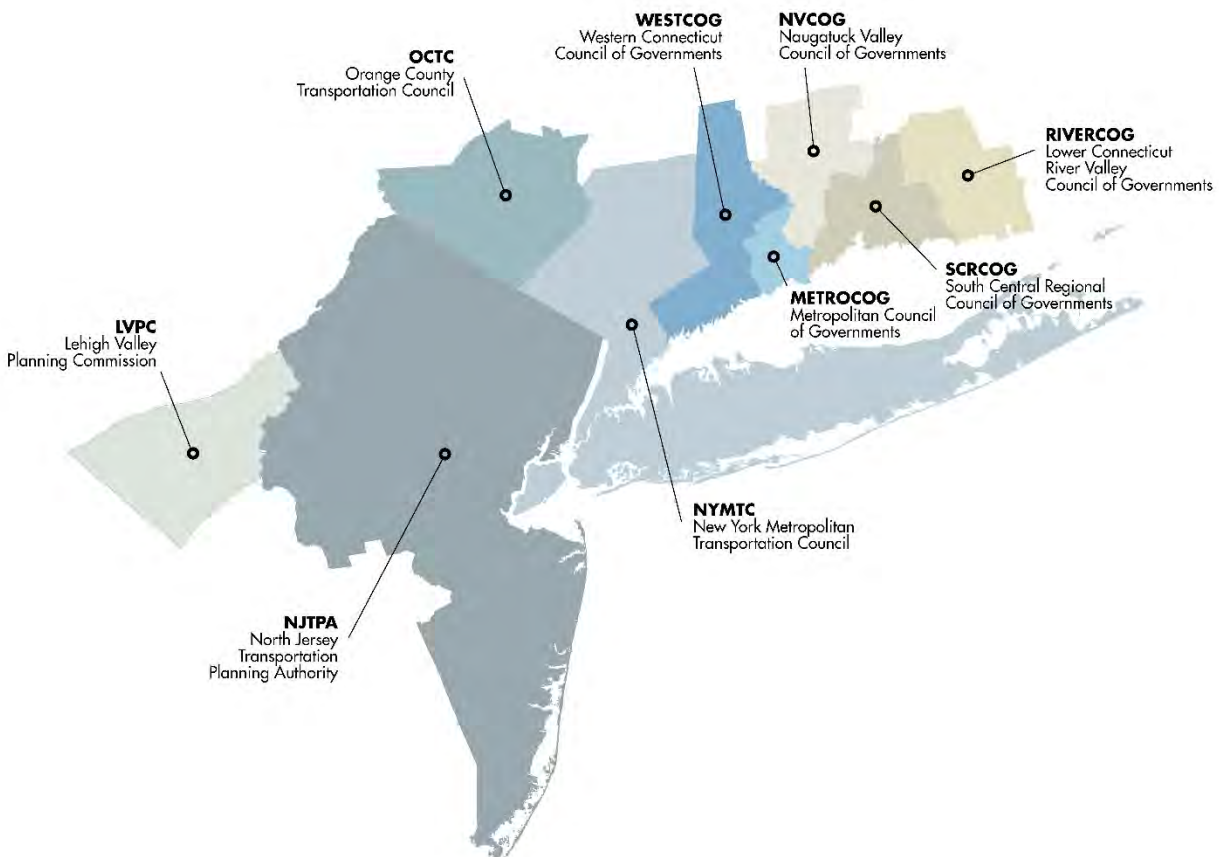 WESTCOG
Western Connecticut
Council of Governments
NVCOG
Naugatuck Valley
Council of Governments
OCTC
Orange County
Transportation Council
RIVERCOG
Lower Connecticut
River Valley
Council of Governments
SCRCOG
South Central Regional
Council of Governments
METROCOG
Metropolitan Council
of Governments
LVPC
Lehigh Valley
Planning Commission
NYMTC
New York Metropolitan
Transportation Council
NJTPA
North Jersey
Transportation
Planning Authority